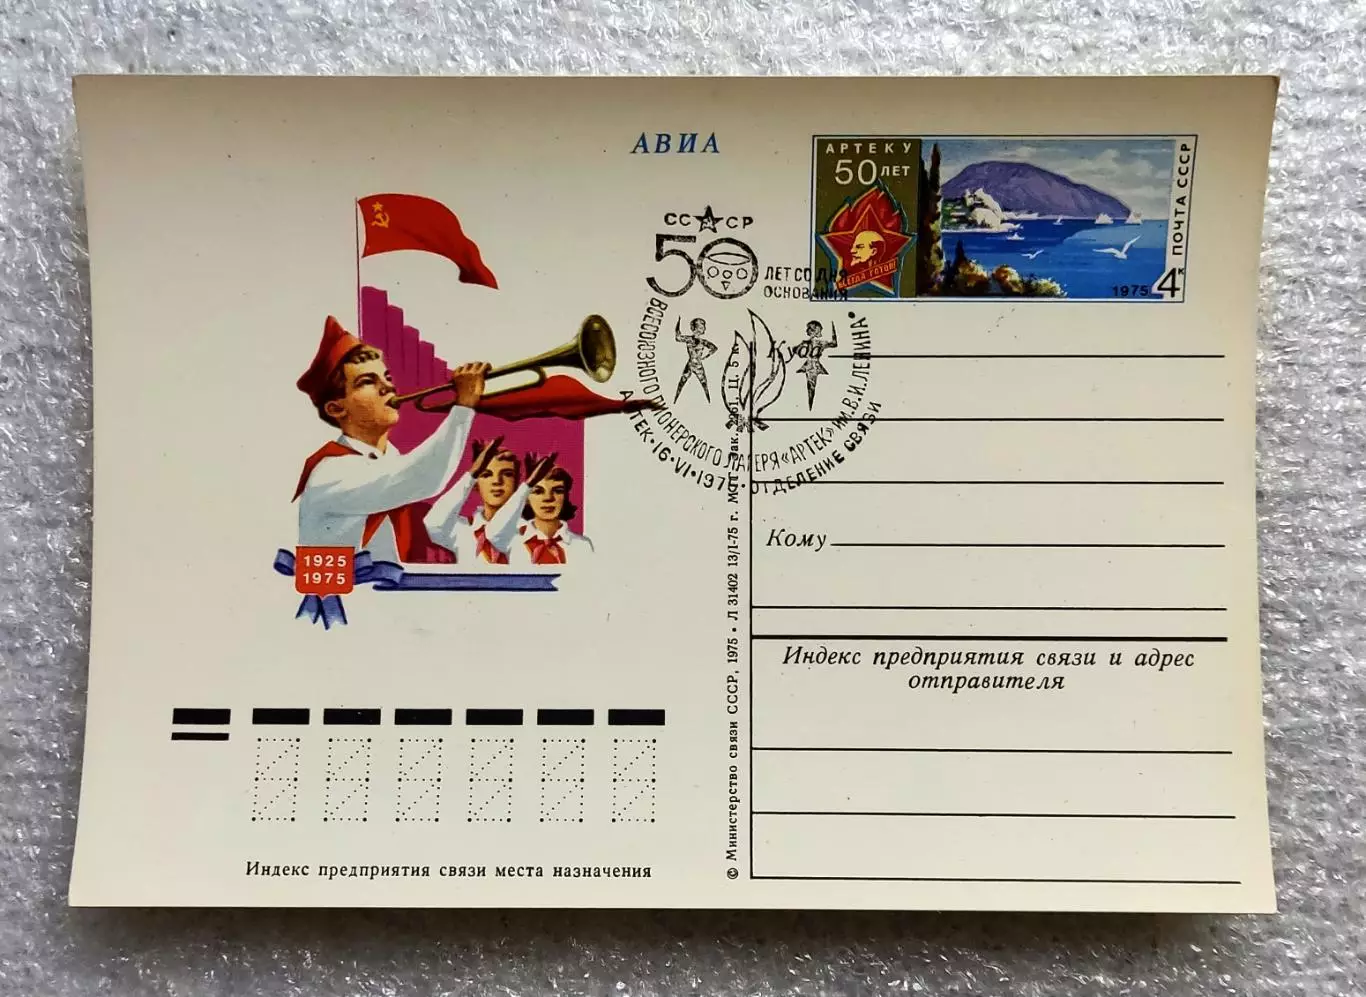 АВИА
АРТЕКУ
50 ЛЕТ
ВСЕГДА ГОТОВ!
ПОЧТА СССР
1975
4к
СССР
50
ЛЕТ СО ДНЯ
ОСНОВАНИЯ
ВСЕСОЮЗНОГО ПИОНЕРСКОГО ЛАГЕРЯ «АРТЕК» ИМ. В.И. ЛЕНИНА
АРТЕК • 16•VI•1975 • ОТДЕЛЕНИЕ СВЯЗИ
1925
1975
Куда
Кому
Индекс предприятия связи и адрес
отправителя
Индекс предприятия связи места назначения
© Министерство связи СССР, 1975 • Л 31402 13/I-75 г. Ц. 5 к.